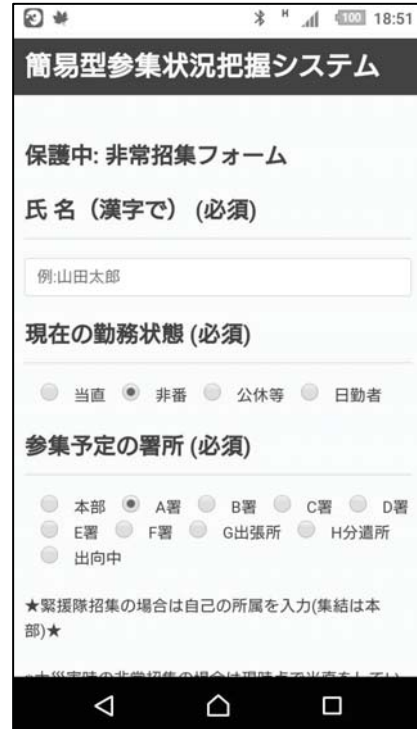 H 100 18:51
簡易型参集状況把握システム
保護中: 非常招集フォーム
氏 名（漢字で） (必須)
例:山田太郎
現在の勤務状態 (必須)
当直 非番 公休等 日勤者
参集予定の署所 (必須)
本部 A署 B署 C署 D署
E署 F署 G出張所 H分遣所
出向中
★緊援隊招集の場合は自己の所属を入力(集結は本
部)★